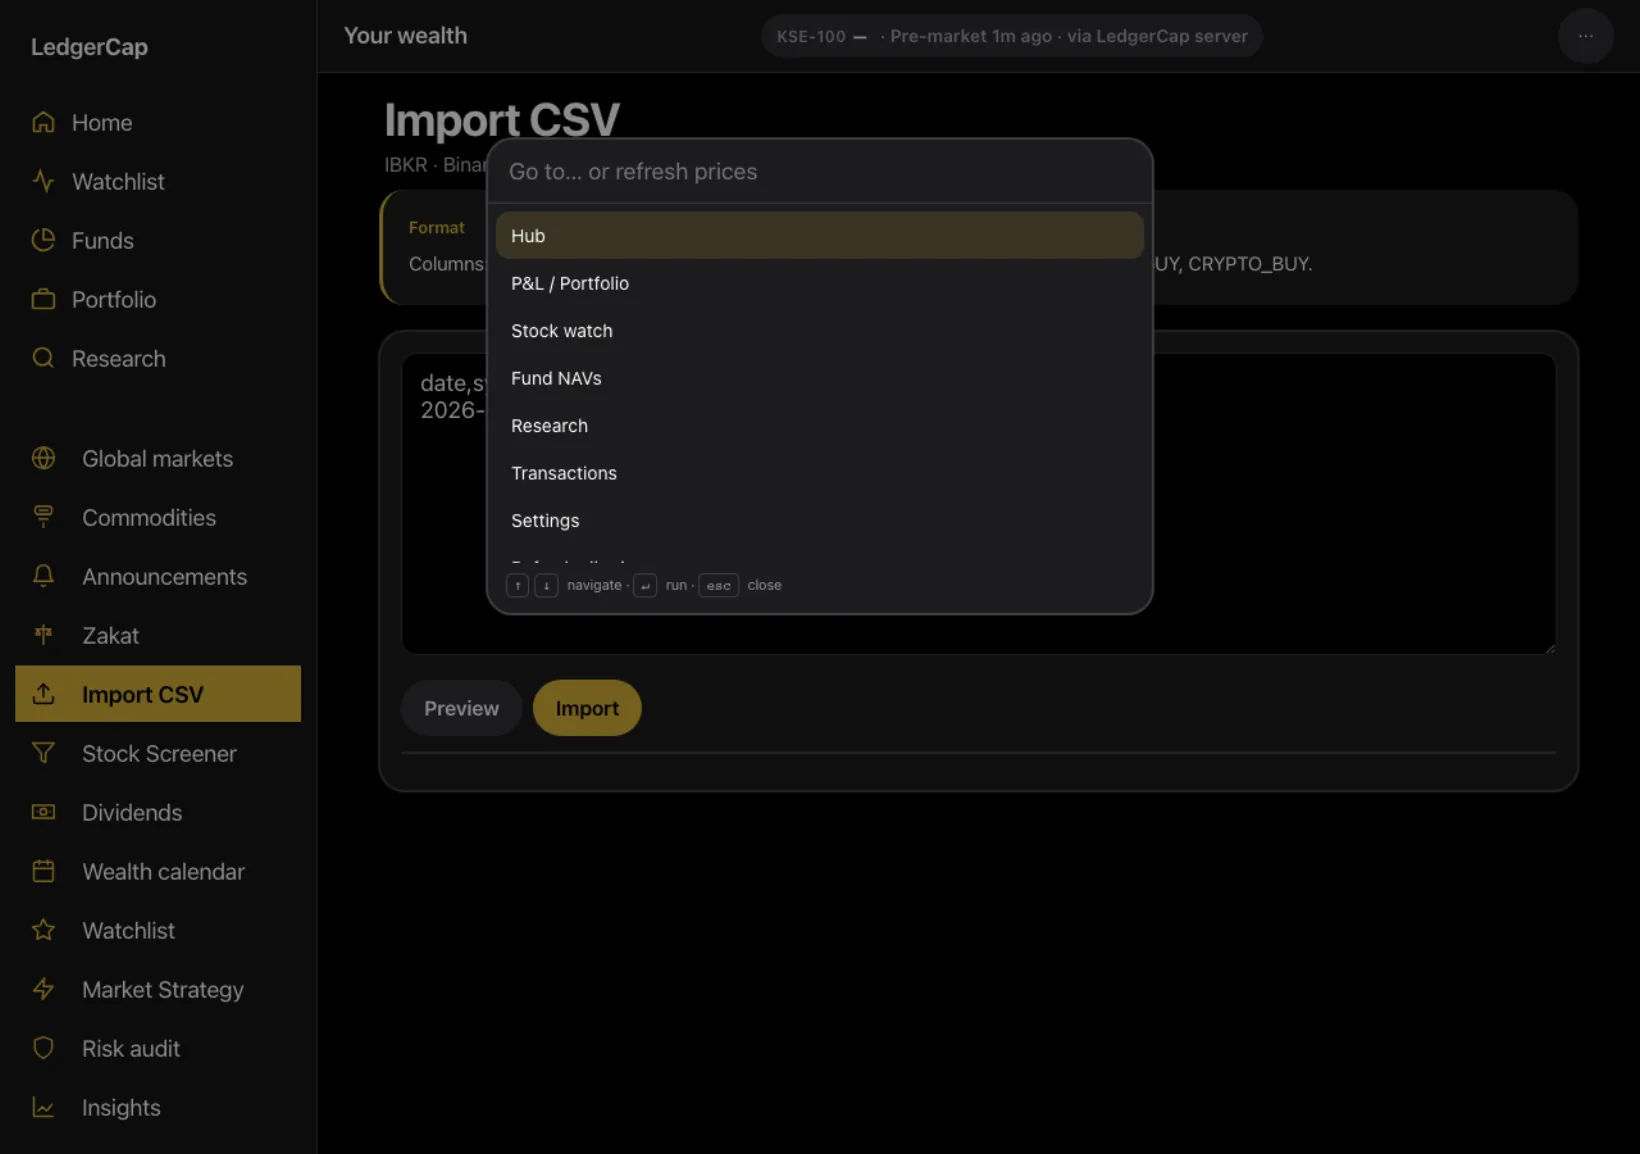 LedgerCap
Home
Watchlist
Funds
Portfolio
Research
Global markets
Commodities
Announcements
Zakat
Import CSV
Stock Screener
Dividends
Wealth calendar
Watchlist
Market Strategy
Risk audit
Insights
Your wealth
KSE-100 — · Pre-market 1m ago · via LedgerCap server
...
Import CSV
IBKR · Binan
Format
Columns: UY, CRYPTO_BUY.
date,sy
2026-
Go to... or refresh prices
Hub
P&L / Portfolio
Stock watch
Fund NAVs
Research
Transactions
Settings
↑ ↓ navigate · ↵ run · esc close
Preview
Import